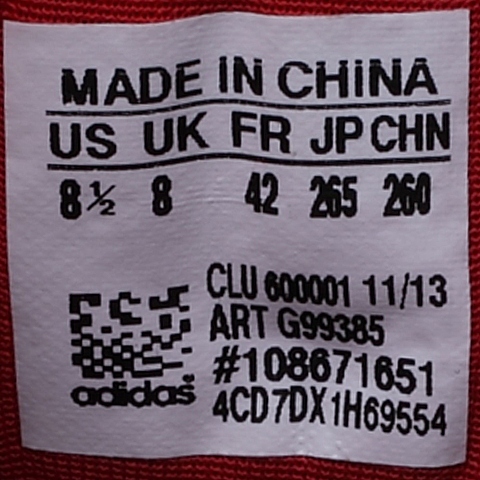 MADE IN CHINA
US UK FR JP CHN
8½ 8 42 265 260
CLU 600001 11/13
ART G99385
#108671651
4CD7DX1H69554
adidas